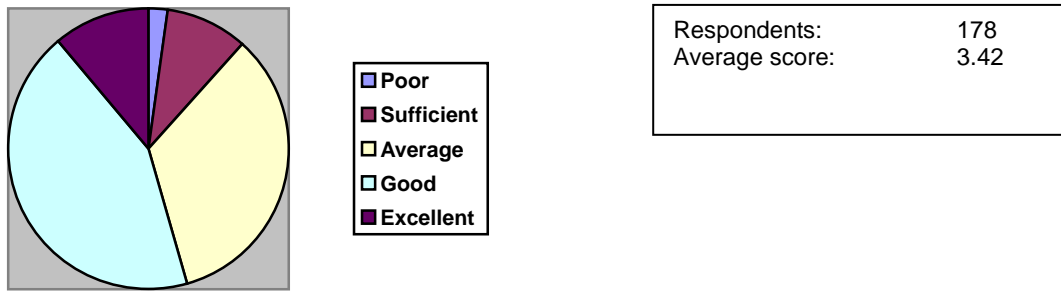 Poor
Sufficient
Average
Good
Excellent
Respondents: 178
Average score: 3.42